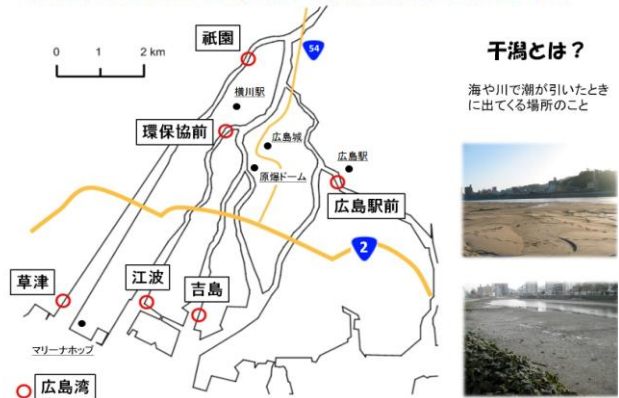 祇園
54
干潟とは？
0 1 2 km
海や川で潮が引いたとき
に出てくる場所のこと
横川駅
環保協前
広島城
広島駅
原爆ドーム
広島駅前
2
草津
江波
吉島
マリーナホップ
広島湾